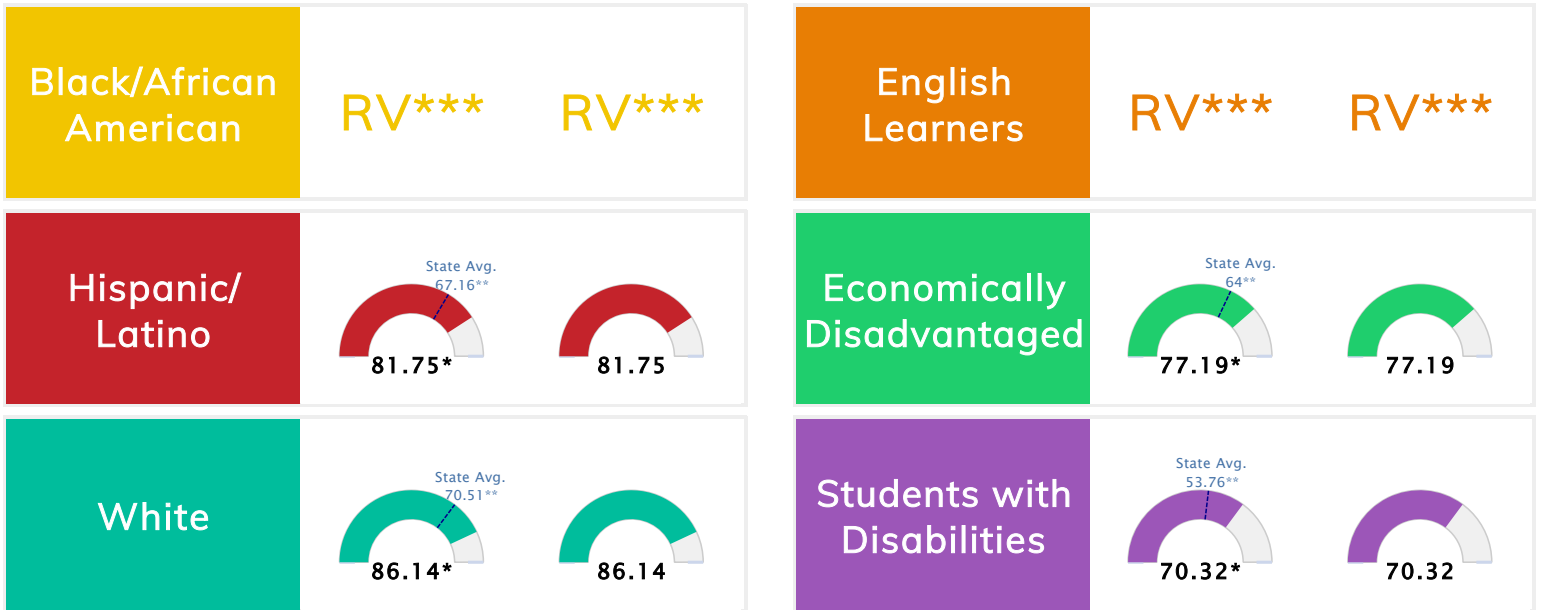 Black/African
American
RV***
RV***
English
Learners
RV***
RV***
Hispanic/
Latino
State Avg.
67.16**
81.75*
81.75
Economically
Disadvantaged
State Avg.
64**
77.19*
77.19
White
State Avg.
70.51**
86.14*
86.14
Students with
Disabilities
State Avg.
53.76**
70.32*
70.32